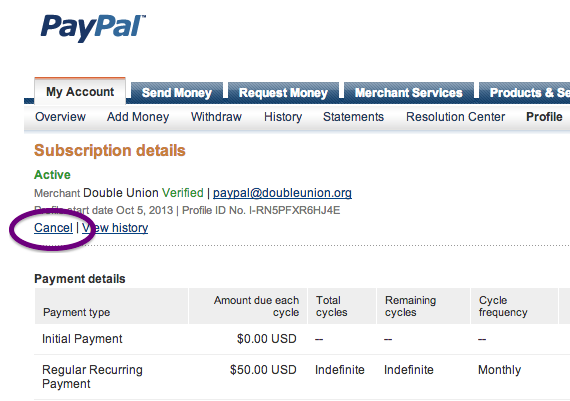 PayPal™
My Account Send Money Request Money Merchant Services Products & Se
Overview Add Money Withdraw History Statements Resolution Center Profile
Subscription details
Active
Merchant Double Union Verified | paypal@doubleunion.org
Profile start date Oct 5, 2013 | Profile ID No. I-RN5PFXR6HJ4E
Cancel | View history
Payment details
Payment type Amount due each cycle Total cycles Remaining cycles Cycle frequency
Initial Payment $0.00 USD -- -- --
Regular Recurring Payment $50.00 USD Indefinite Indefinite Monthly